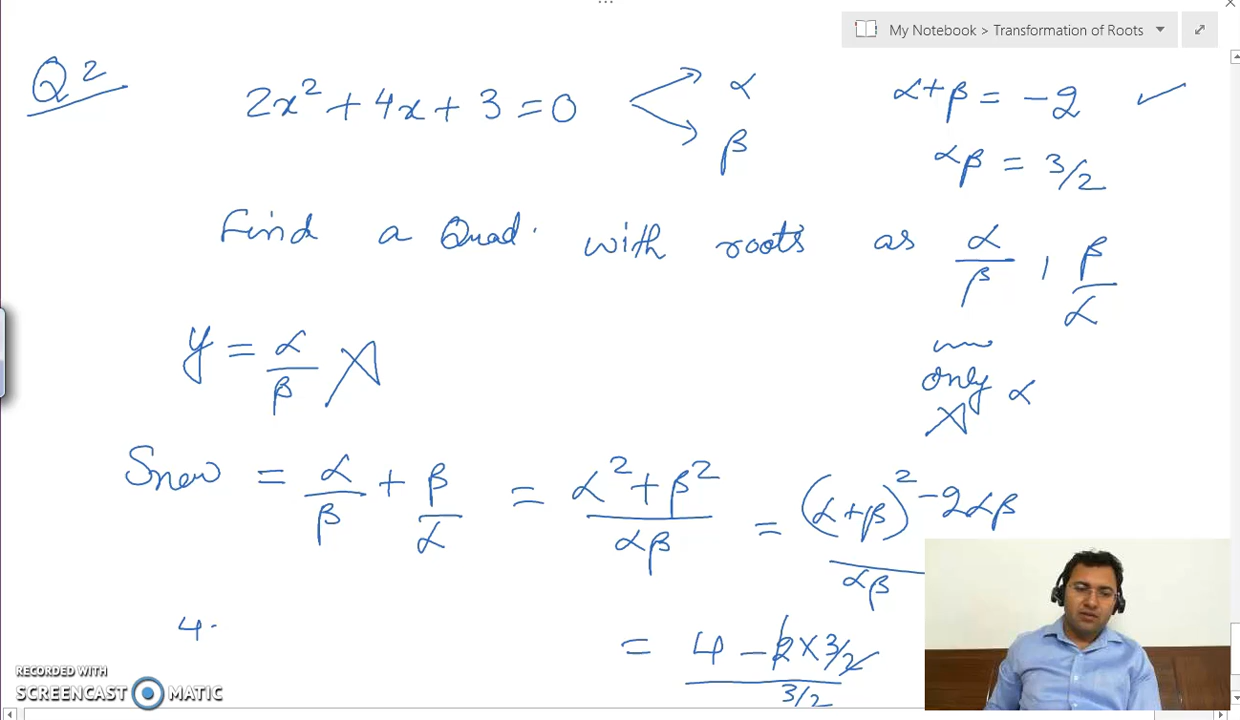 My Notebook > Transformation of Roots
Q2
2x² + 4x + 3 = 0
α
β
α+β = -2 ✓
αβ = 3/2
Find a Quad. with roots as α/β , β/α
only α
y = α/β
Snew = α/β + β/α = (α²+β²)/(αβ) = ((α+β)² - 2αβ)/(αβ)
4.
= (4 - 2×3/2)/(3/2)
RECORDED WITH
SCREENCAST MATIC